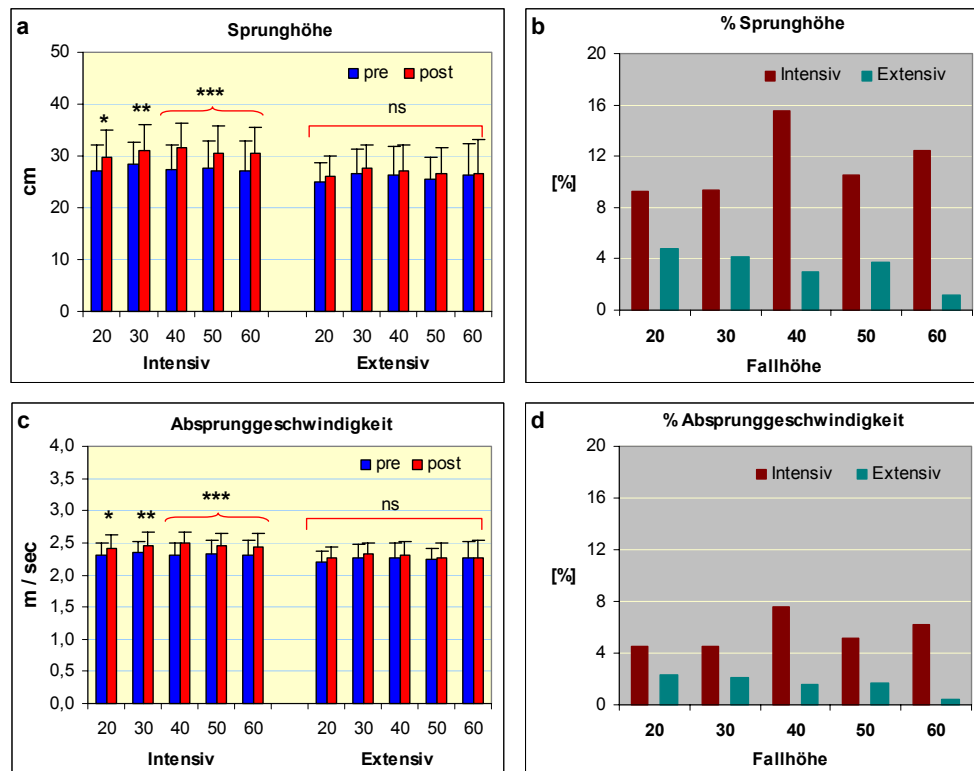 a
Sprunghöhe
50
40
30
20
10
0
cm
pre post
* ** *** ns
20 30 40 50 60 20 30 40 50 60
Intensiv Extensiv
b
% Sprunghöhe
20
16
12
8
4
0
[%]
Intensiv Extensiv
20 30 40 50 60
Fallhöhe
c
Absprunggeschwindigkeit
4,0
3,5
3,0
2,5
2,0
1,5
1,0
0,5
0,0
m / sec
pre post
* ** *** ns
20 30 40 50 60 20 30 40 50 60
Intensiv Extensiv
d
% Absprunggeschwindigkeit
20
16
12
8
4
0
[%]
Intensiv Extensiv
20 30 40 50 60
Fallhöhe